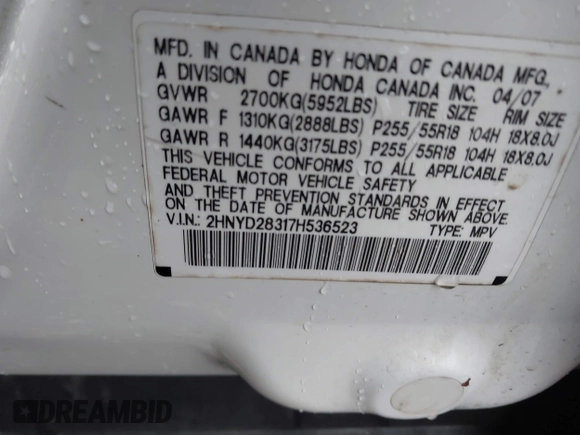 MFD. IN CANADA BY HONDA OF CANADA MFG.,
A DIVISION OF HONDA CANADA INC. 04/07
GVWR 2700KG(5952LBS) TIRE SIZE RIM SIZE
GAWR F 1310KG(2888LBS) P255/55R18 104H 18X8.0J
GAWR R 1440KG(3175LBS) P255/55R18 104H 18X8.0J
THIS VEHICLE CONFORMS TO ALL APPLICABLE
FEDERAL MOTOR VEHICLE SAFETY
AND THEFT PREVENTION STANDARDS IN EFFECT
ON THE DATE OF MANUFACTURE SHOWN ABOVE.
V.I.N.: 2HNYD28317H536523 TYPE: MPV
DREAMBID